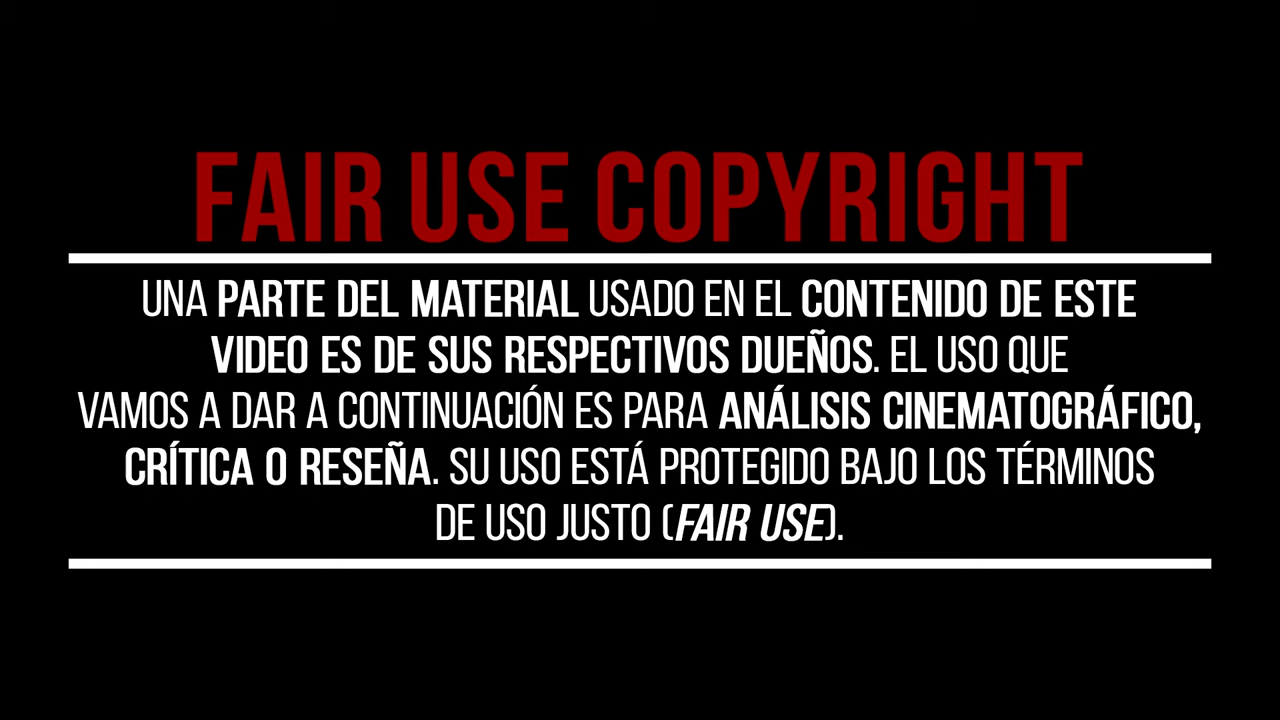 FAIR USE COPYRIGHT
UNA PARTE DEL MATERIAL USADO EN EL CONTENIDO DE ESTE
VIDEO ES DE SUS RESPECTIVOS DUEÑOS. EL USO QUE
VAMOS A DAR A CONTINUACIÓN ES PARA ANÁLISIS CINEMATOGRÁFICO,
CRÍTICA O RESEÑA. SU USO ESTÁ PROTEGIDO BAJO LOS TÉRMINOS
DE USO JUSTO (FAIR USE).